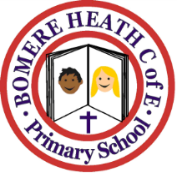 BOMERE HEATH C of E •
Primary School •